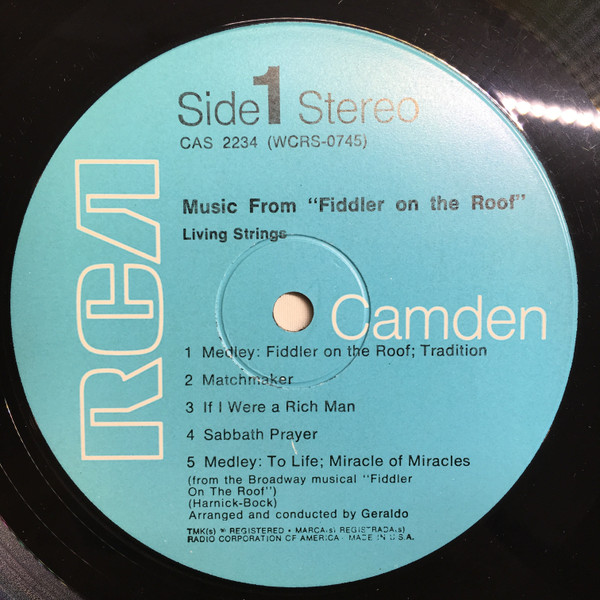 Side 1 Stereo
CAS 2234 (WCRS-0745)
Music From "Fiddler on the Roof"
Living Strings
RCA
Camden
1 Medley: Fiddler on the Roof; Tradition
2 Matchmaker
3 If I Were a Rich Man
4 Sabbath Prayer
5 Medley: To Life; Miracle of Miracles
(from the Broadway musical "Fiddler
On The Roof")
(Harnick-Bock)
Arranged and conducted by Geraldo
TMK(s) ® REGISTERED • MARCA(s) REGISTRADA(s)
RADIO CORPORATION OF AMERICA · MADE IN U.S.A.